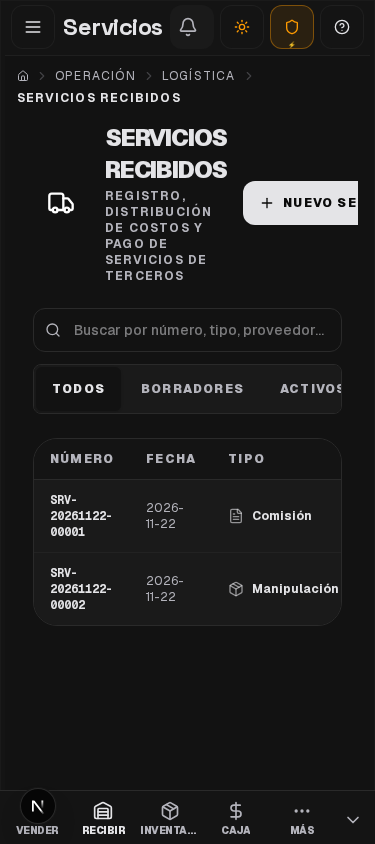 Servicios
OPERACIÓN
LOGÍSTICA
SERVICIOS RECIBIDOS
SERVICIOS
RECIBIDOS
REGISTRO,
DISTRIBUCIÓN
DE COSTOS Y
PAGO DE
SERVICIOS DE
TERCEROS
NUEVO SE
Buscar por número, tipo, proveedor...
TODOS
BORRADORES
ACTIVOS
NÚMERO FECHA TIPO
SRV-
20261122-
00001
2026-
11-22
Comisión
SRV-
20261122-
00002
2026-
11-22
Manipulación
N
VENDER
RECIBIR
INVENTA...
CAJA
MÁS